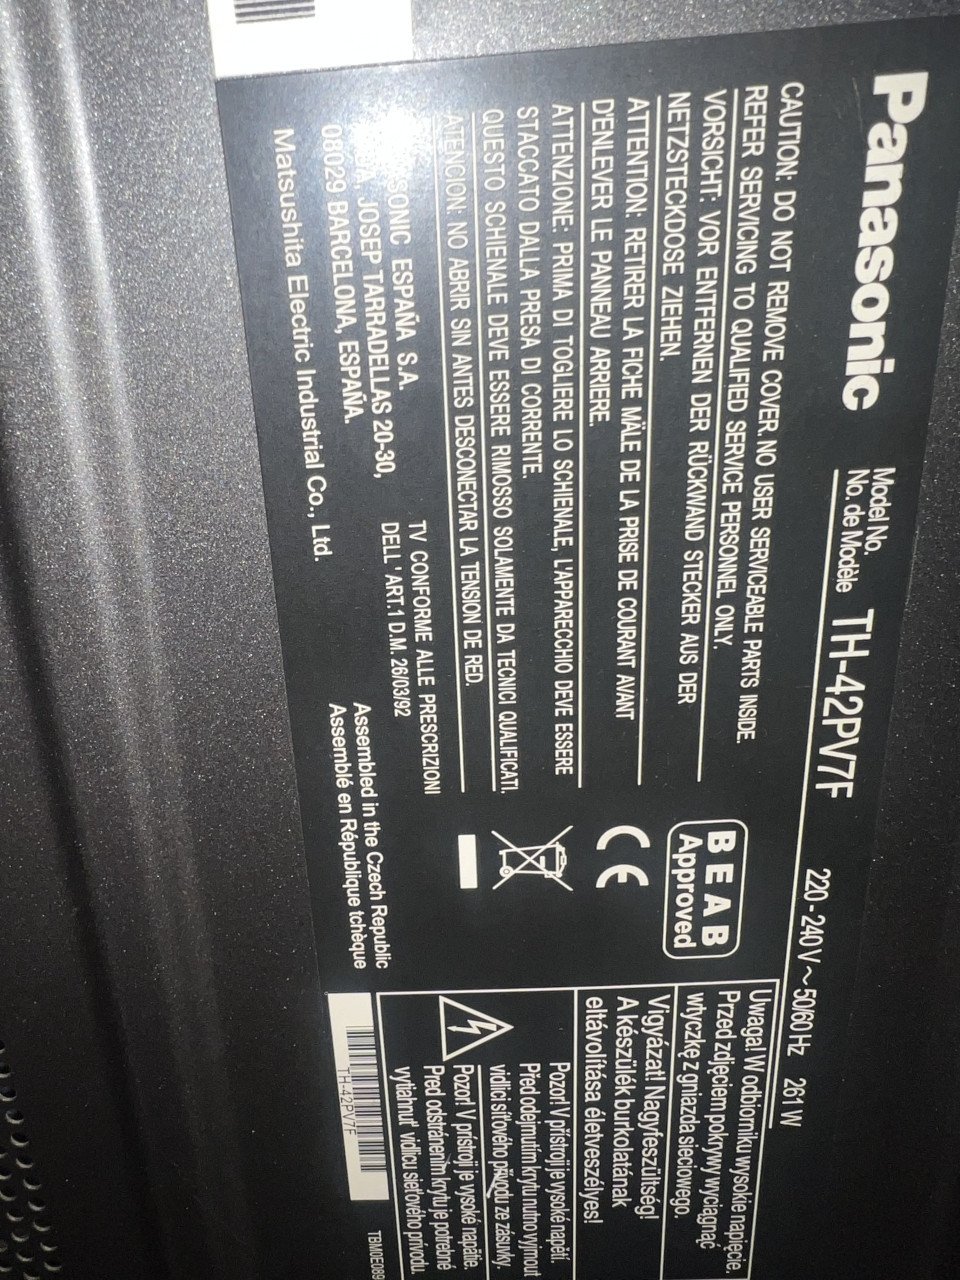 Panasonic
Model No.
No. de Modèle TH-42PV7F
220-240V~50/60Hz 261W
CAUTION: DO NOT REMOVE COVER. NO USER SERVICEABLE PARTS INSIDE.
REFER SERVICING TO QUALIFIED SERVICE PERSONNEL ONLY.
VORSICHT: VOR ENTFERNEN DER RÜCKWAND STECKER AUS DER
NETZSTECKDOSE ZIEHEN.
ATTENTION: RETIRER LA FICHE MÂLE DE LA PRISE DE COURANT AVANT
D'ENLEVER LE PANNEAU ARRIERE.
ATTENZIONE: PRIMA DI TOGLIERE LO SCHIENALE, L'APPARECCHIO DEVE ESSERE
STACCATO DALLA PRESA DI CORRENTE.
QUESTO SCHIENALE DEVE ESSERE RIMOSSO SOLAMENTE DA TECNICI QUALIFICATI.
ATENCION: NO ABRIR SIN ANTES DESCONECTAR LA TENSION DE RED.
SONIC ESPAÑA S.A.
JOSEP TARRADELLAS 20-30,
08029 BARCELONA, ESPAÑA.
TV CONFORME ALLE PRESCRIZIONI
DELL' ART.1 D.M. 26/03/92
Matsushita Electric Industrial Co., Ltd.
Assembled in the Czech Republic
Assemblé en République tchèque
BEAB
Approved
CE
Uwaga! W odbiorniku wysokie napięcie.
Przed zdjęciem pokrywy wyciągnąć
wtyczkę z gniazda sieciowego.
Vigyázat! Nagyfeszültség!
A készülék burkolatának
eltávolítása életveszélyes!
Pozor! V přístroji je vysoké napětí.
Před odejmutím krytu nutno vyjmout
vidlici síťového přívodu ze zásuvky.
Pozor! V prístroji je vysoké napätie.
Pred odstránením krytu je potrebné
vytiahnuť vidlicu sieťového prívodu.
TH-42PV7F
TBM0E089